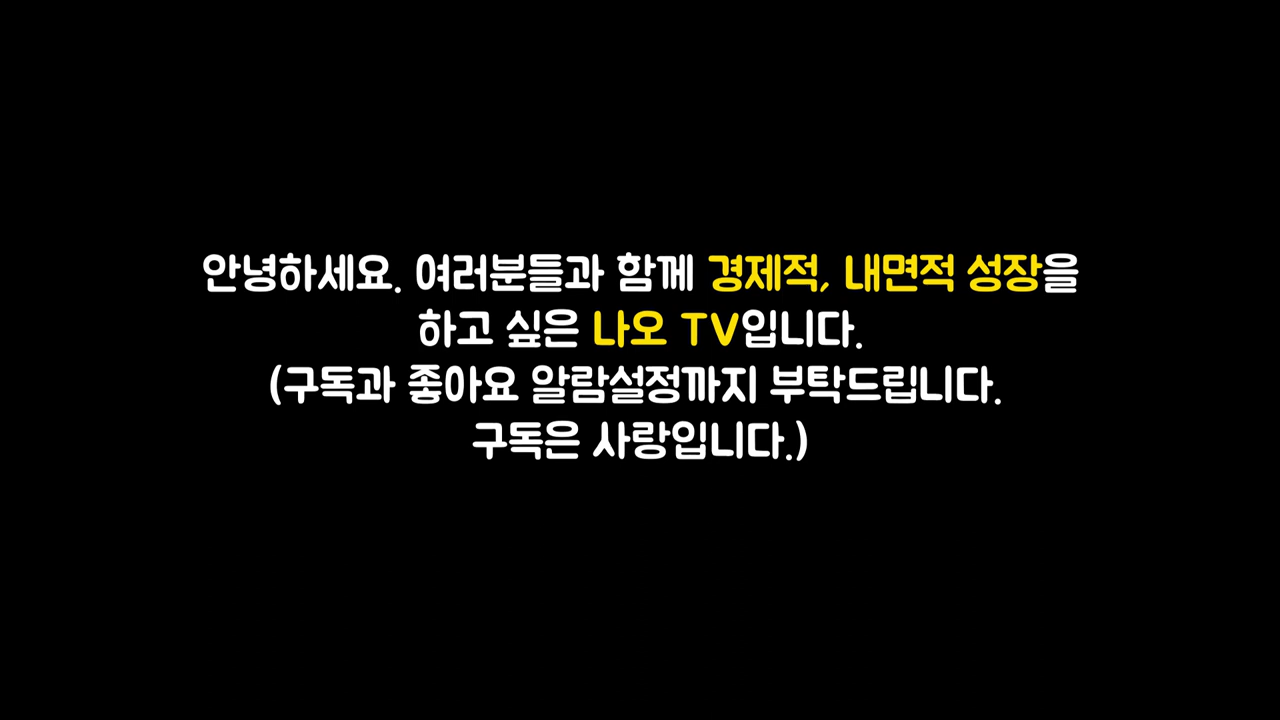 안녕하세요. 여러분들과 함께 경제적, 내면적 성장을
하고 싶은 나오 TV입니다.
(구독과 좋아요 알람설정까지 부탁드립니다.
구독은 사랑입니다.)